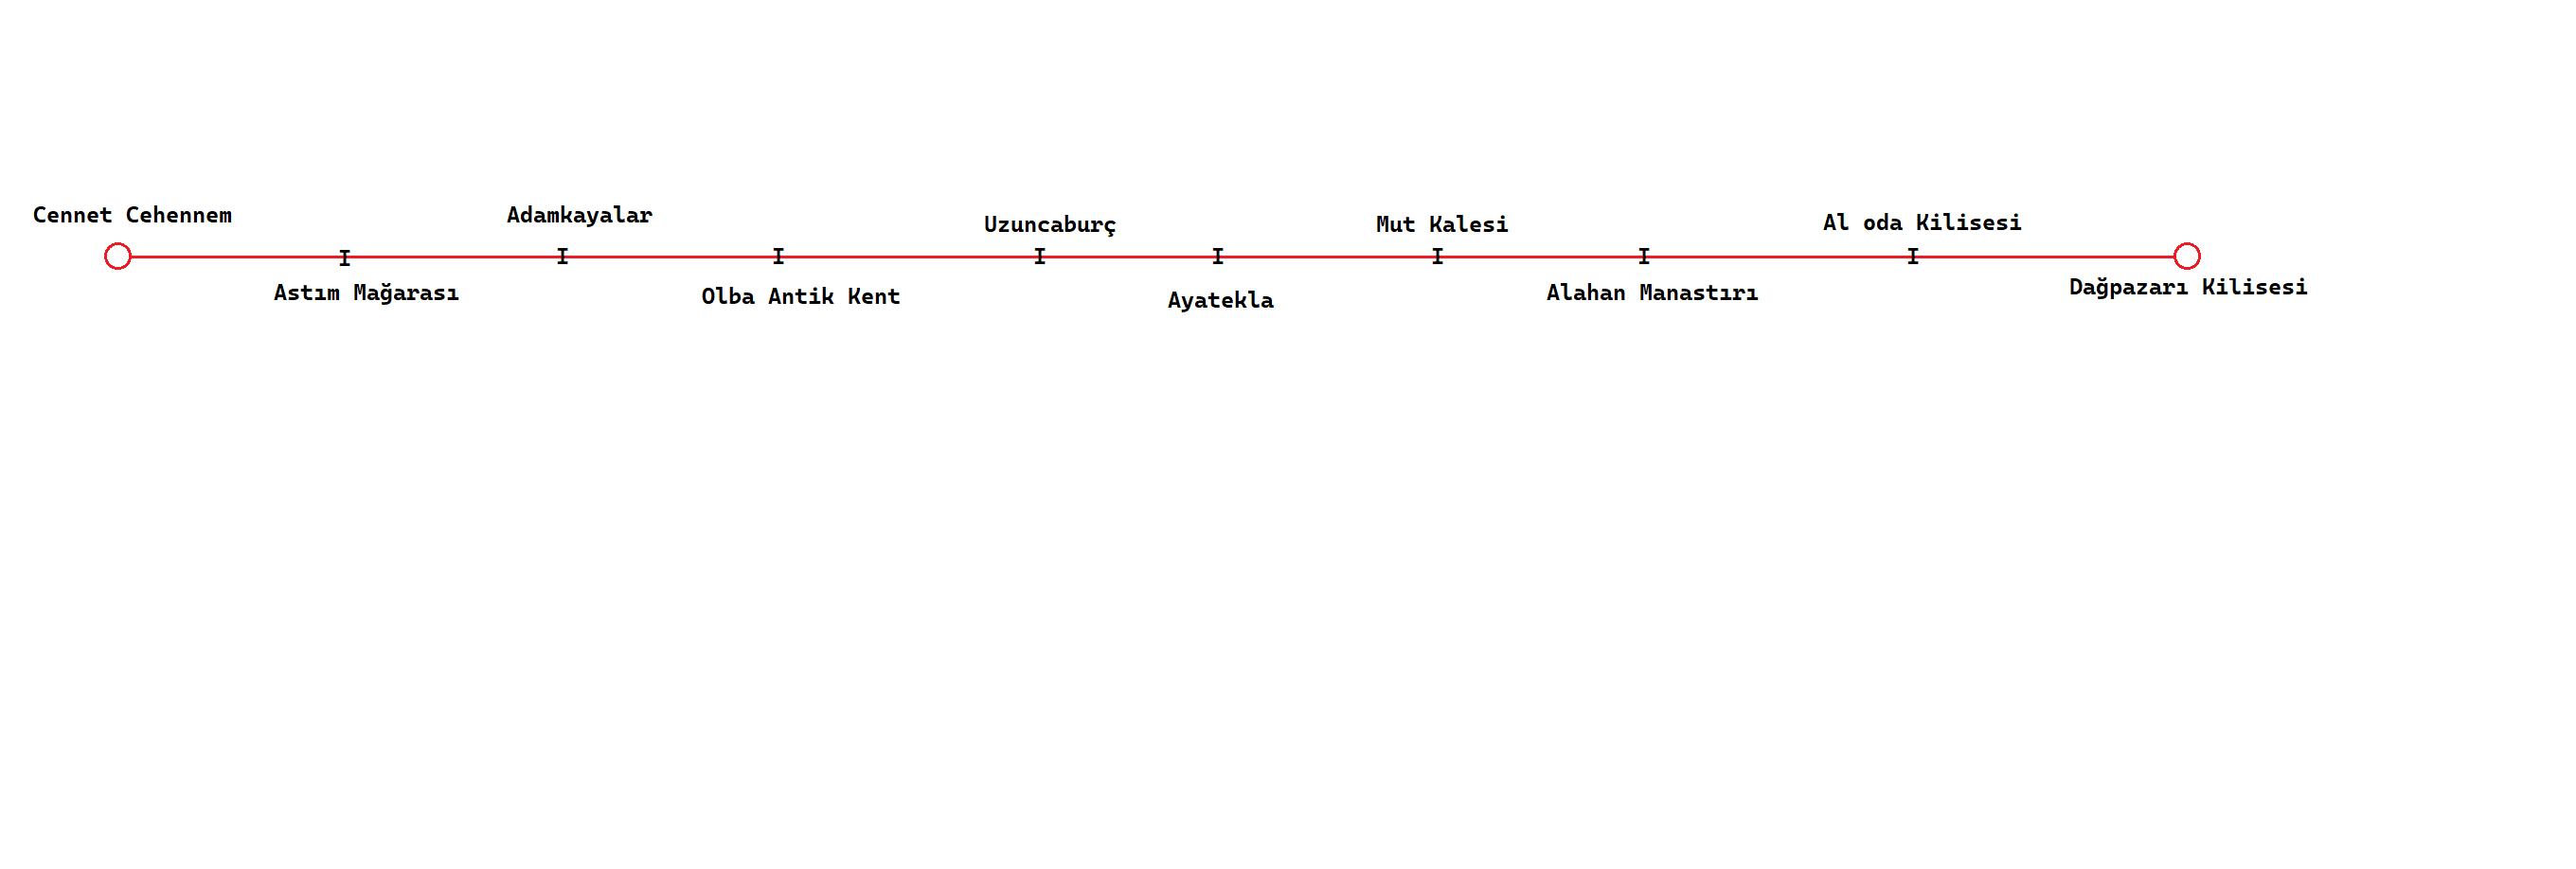 Cennet Cehennem
Adamkayalar
Uzuncaburç
Mut Kalesi
Al oda Kilisesi
I I I I I I I I
Astım Mağarası
Olba Antik Kent
Ayatekla
Alahan Manastırı
Dağpazarı Kilisesi